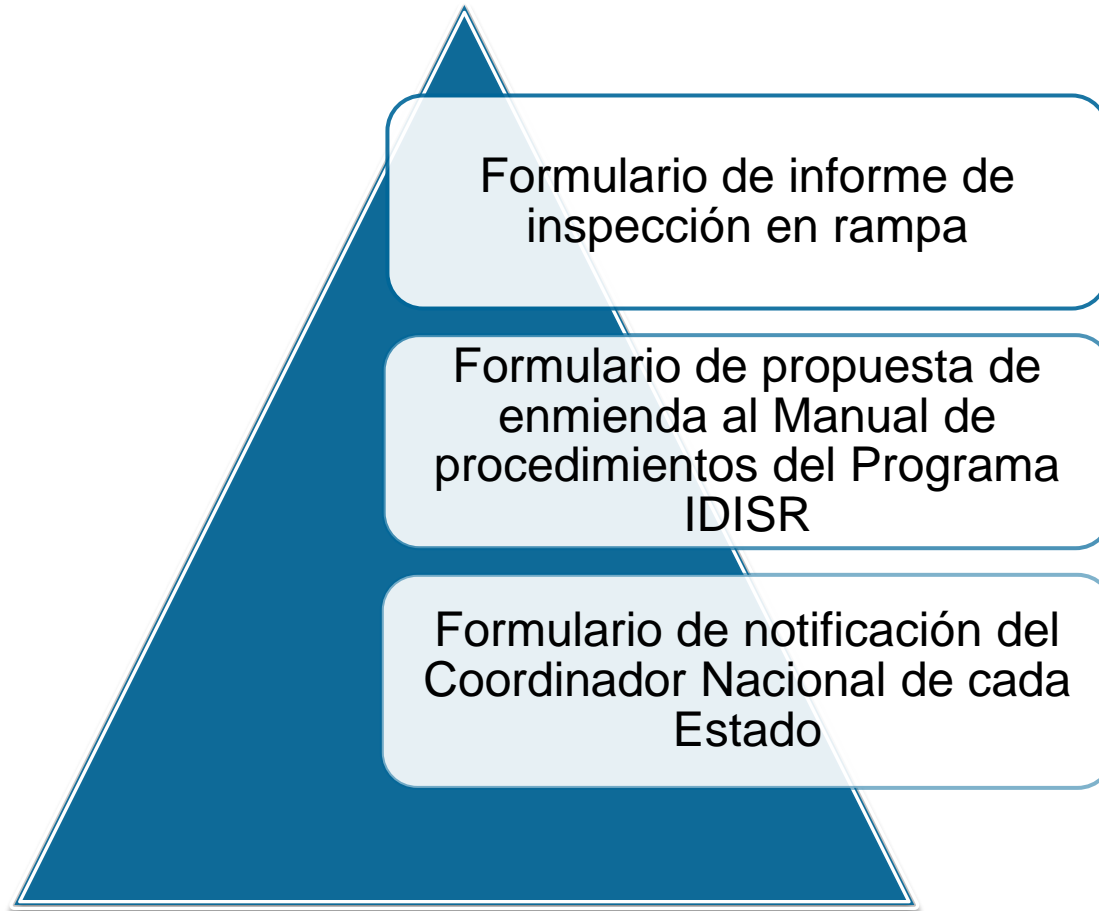 Formulario de informe de
inspección en rampa
Formulario de propuesta de
enmienda al Manual de
procedimientos del Programa
IDISR
Formulario de notificación del
Coordinador Nacional de cada
Estado